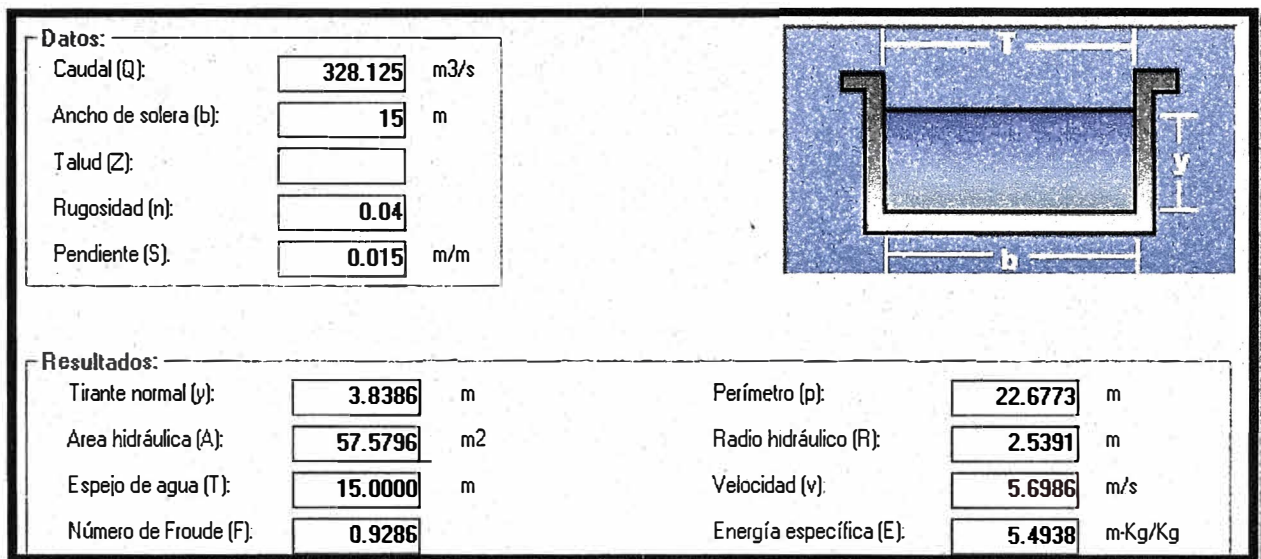 Datos:
Caudal (Q): 328.125 m3/s
Ancho de solera (b): 15 m
Talud (Z):
Rugosidad (n): 0.04
Pendiente (S). 0.015 m/m
T
y
b
Resultados:
Tirante normal (y): 3.8386 m
Area hidráulica (A): 57.5796 m2
Espejo de agua (T): 15.0000 m
Número de Froude (F): 0.9286
Perímetro (p): 22.6773 m
Radio hidráulico (R): 2.5391 m
Velocidad (v). 5.6986 m/s
Energía específica (E): 5.4938 m-Kg/Kg